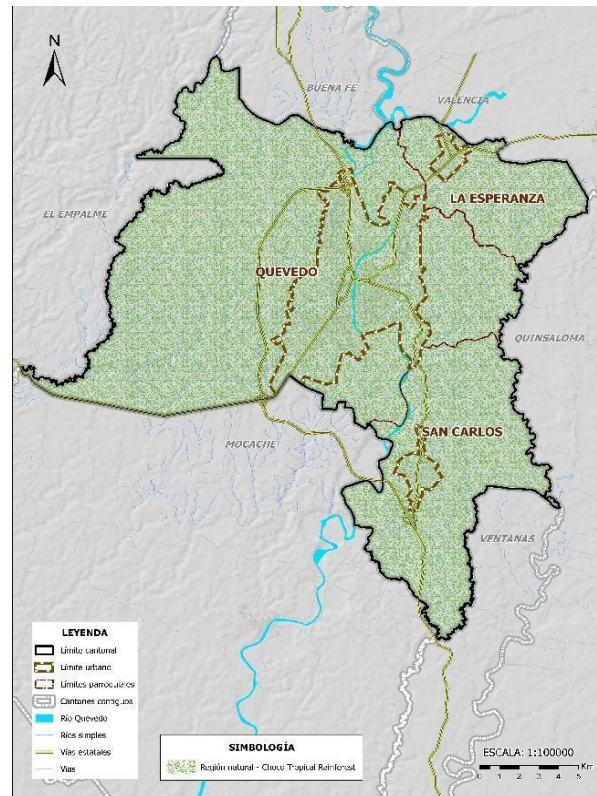 N
BUENA FE
VALENCIA
LA ESPERANZA
EL EMPALME
QUEVEDO
QUINSALOMA
MOCACHE
SAN CARLOS
VENTANAS
LEYENDA
Límite cantonal
Límite urbano
Límites parroquiales
Cantones contiguos
Río Quevedo
Ríos simples
Vías estatales
Vías
SIMBOLOGÍA
Región natural - Chocó Tropical Rainforest
ESCALA: 1:100000
0 1 2 3 4 5 Km